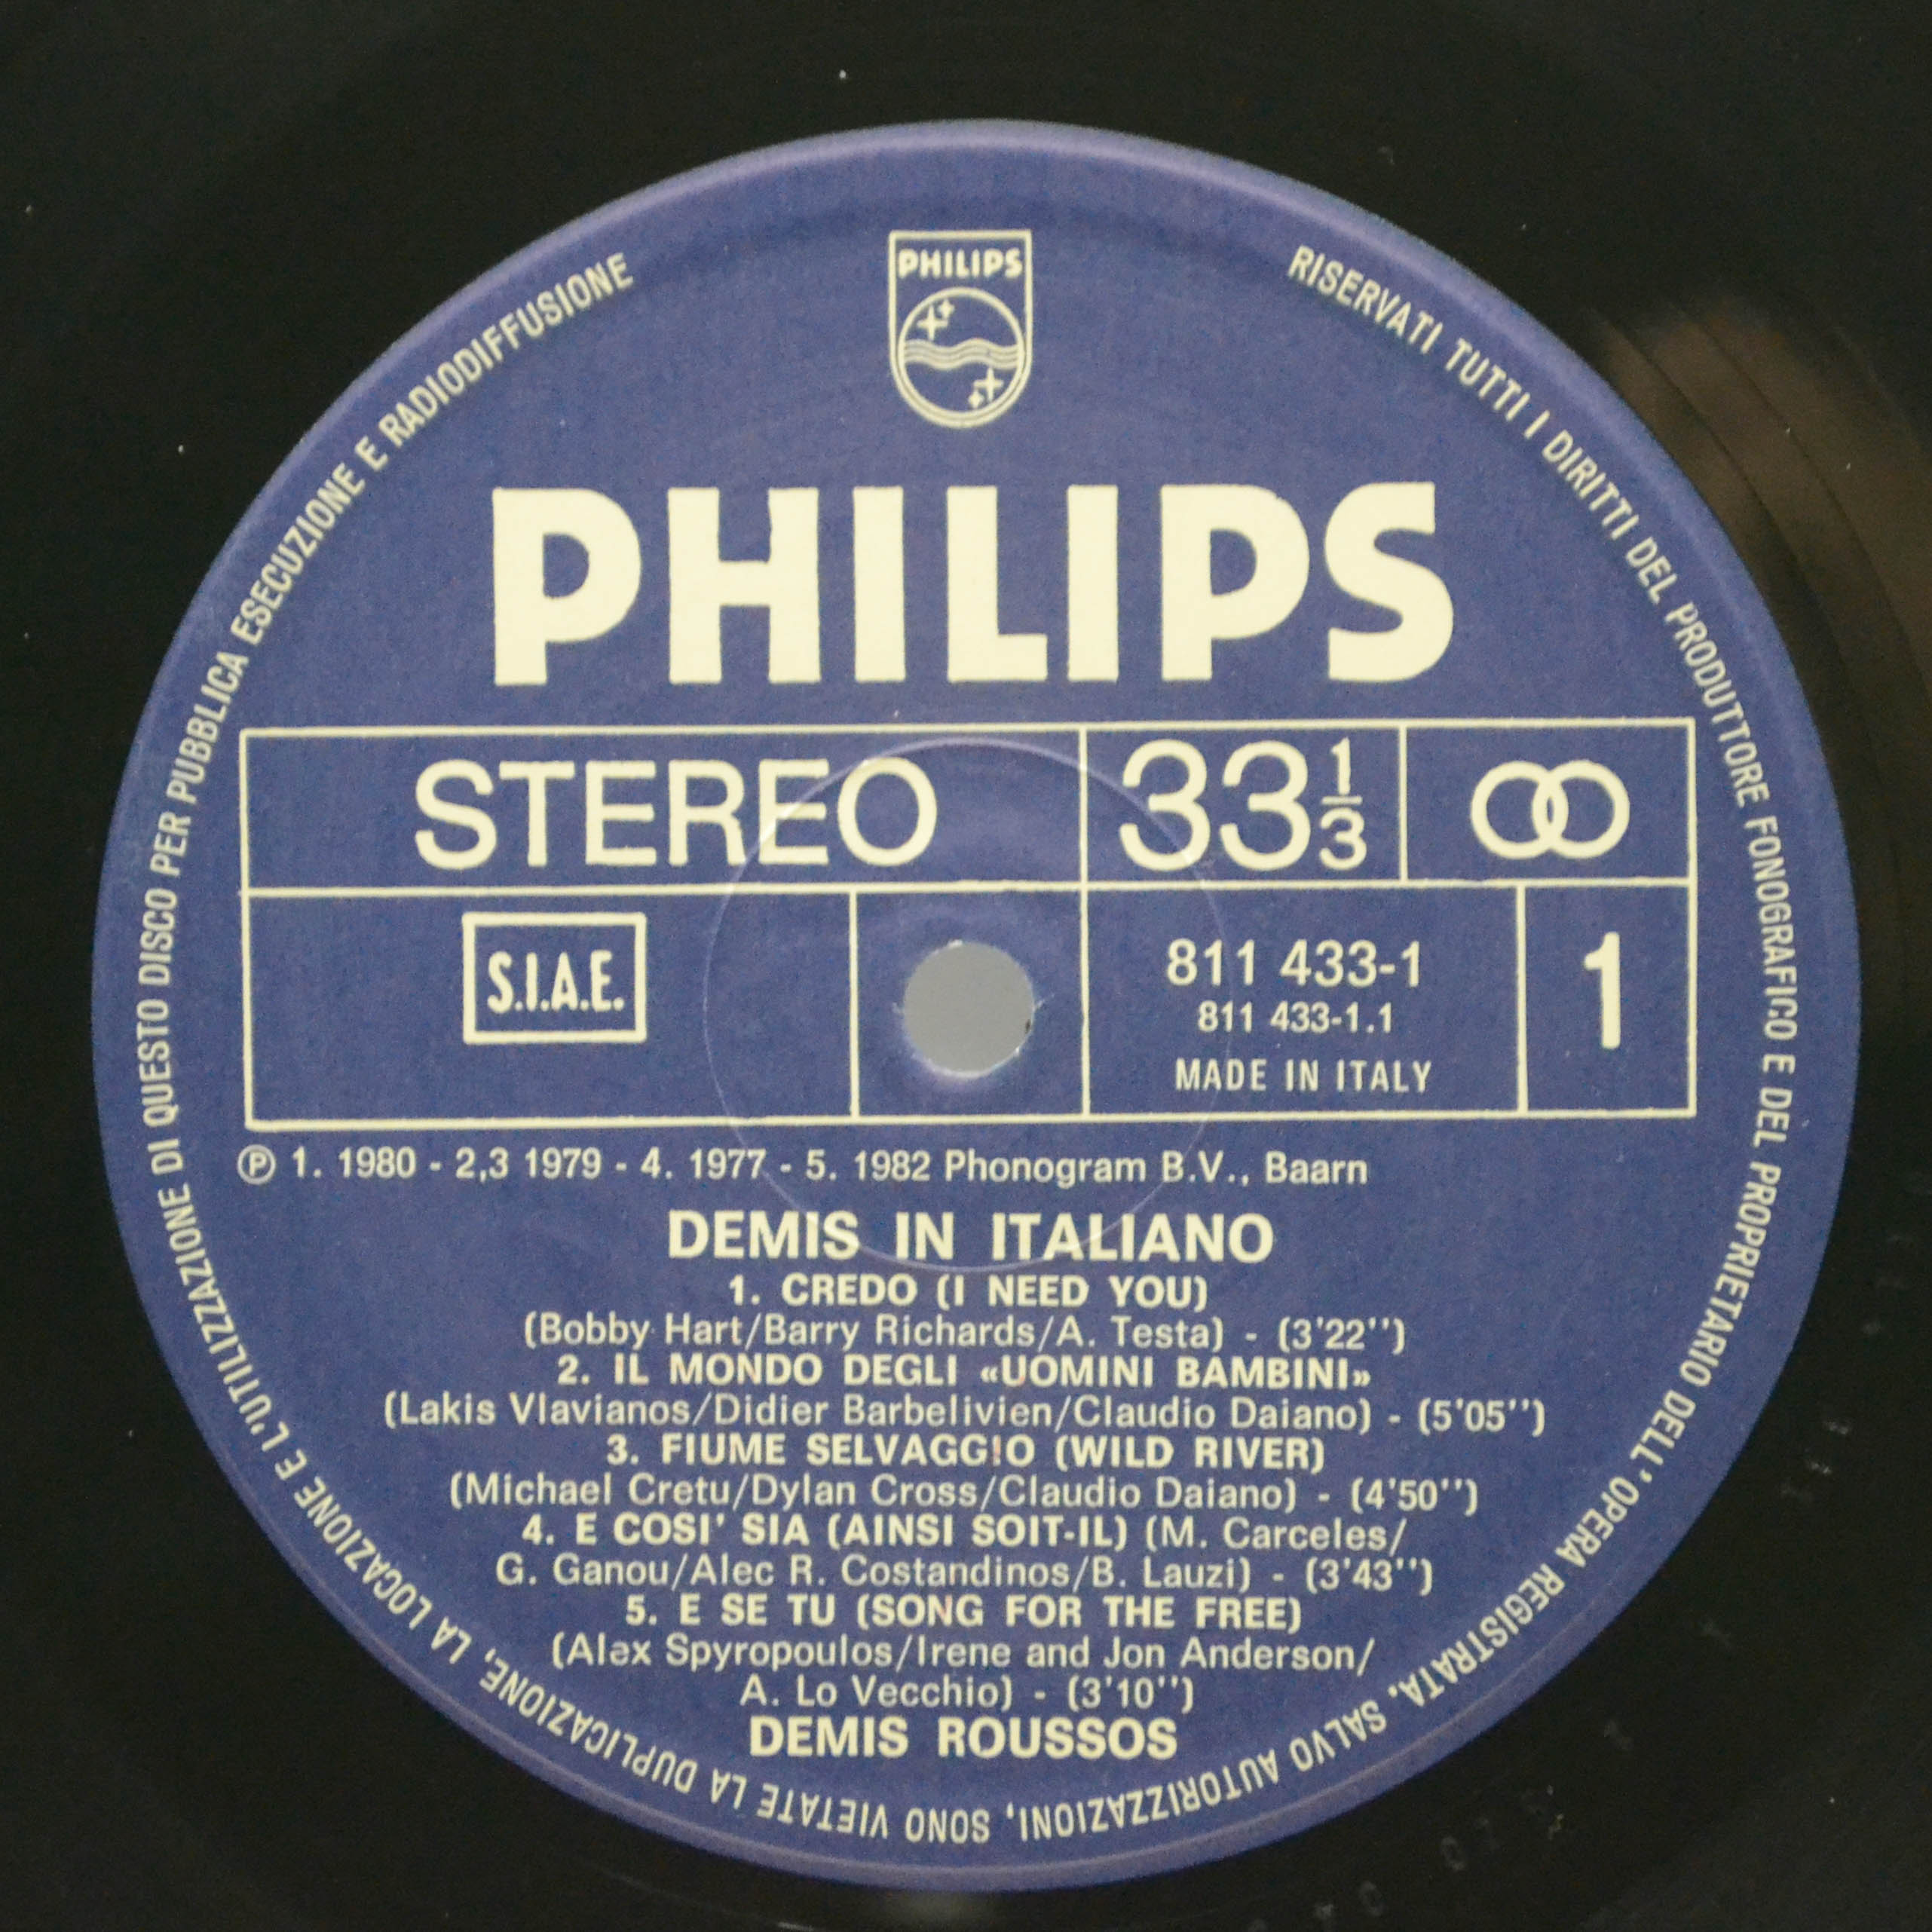 PHILIPS
PHILIPS
STEREO
33 1/3
S.I.A.E.
811 433-1
811 433-1.1
MADE IN ITALY
1
Ⓟ 1. 1980 - 2,3 1979 - 4. 1977 - 5. 1982 Phonogram B.V., Baarn
DEMIS IN ITALIANO
1. CREDO (I NEED YOU)
(Bobby Hart/Barry Richards/A. Testa) - (3'22'')
2. IL MONDO DEGLI «UOMINI BAMBINI»
(Lakis Vlavianos/Didier Barbelivien/Claudio Daiano) - (5'05'')
3. FIUME SELVAGGIO (WILD RIVER)
(Michael Cretu/Dylan Cross/Claudio Daiano) - (4'50'')
4. E COSI' SIA (AINSI SOIT-IL) (M. Carceles/
G. Ganou/Alec R. Costandinos/B. Lauzi) - (3'43'')
5. E SE TU (SONG FOR THE FREE)
(Alex Spyropoulos/Irene and Jon Anderson/
A. Lo Vecchio) - (3'10'')
DEMIS ROUSSOS
RISERVATI TUTTI I DIRITTI DEL PRODUTTORE FONOGRAFICO E DEL PROPRIETARIO DELL'OPERA REGISTRATA. SALVO AUTORIZZAZIONI, SONO VIETATE LA DUPLICAZIONE, LA LOCAZIONE E L'UTILIZZAZIONE DI QUESTO DISCO PER PUBBLICA ESECUZIONE E RADIODIFFUSIONE